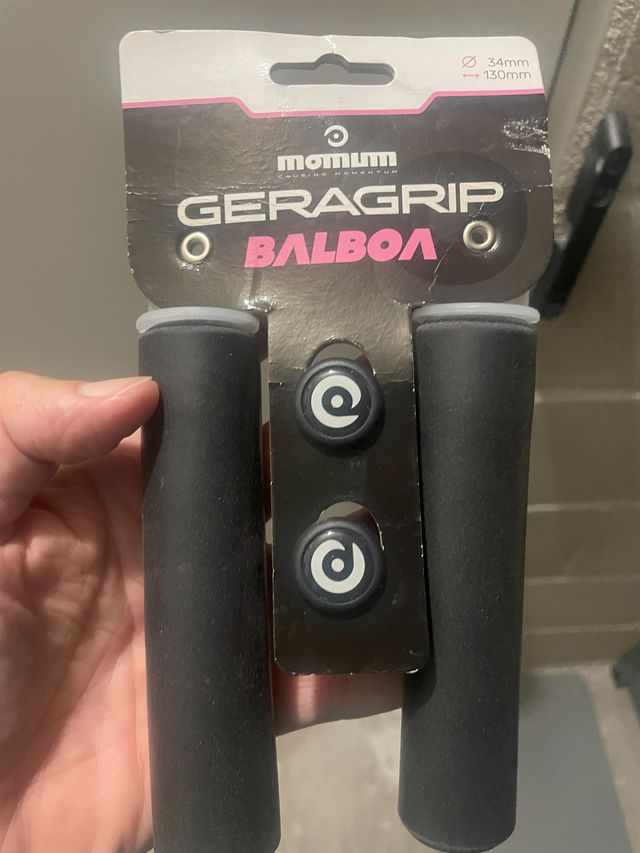 Ø 34mm
↔ 130mm
momum
CAUSING MOMENTUM
GERAGRIP
BALBOA